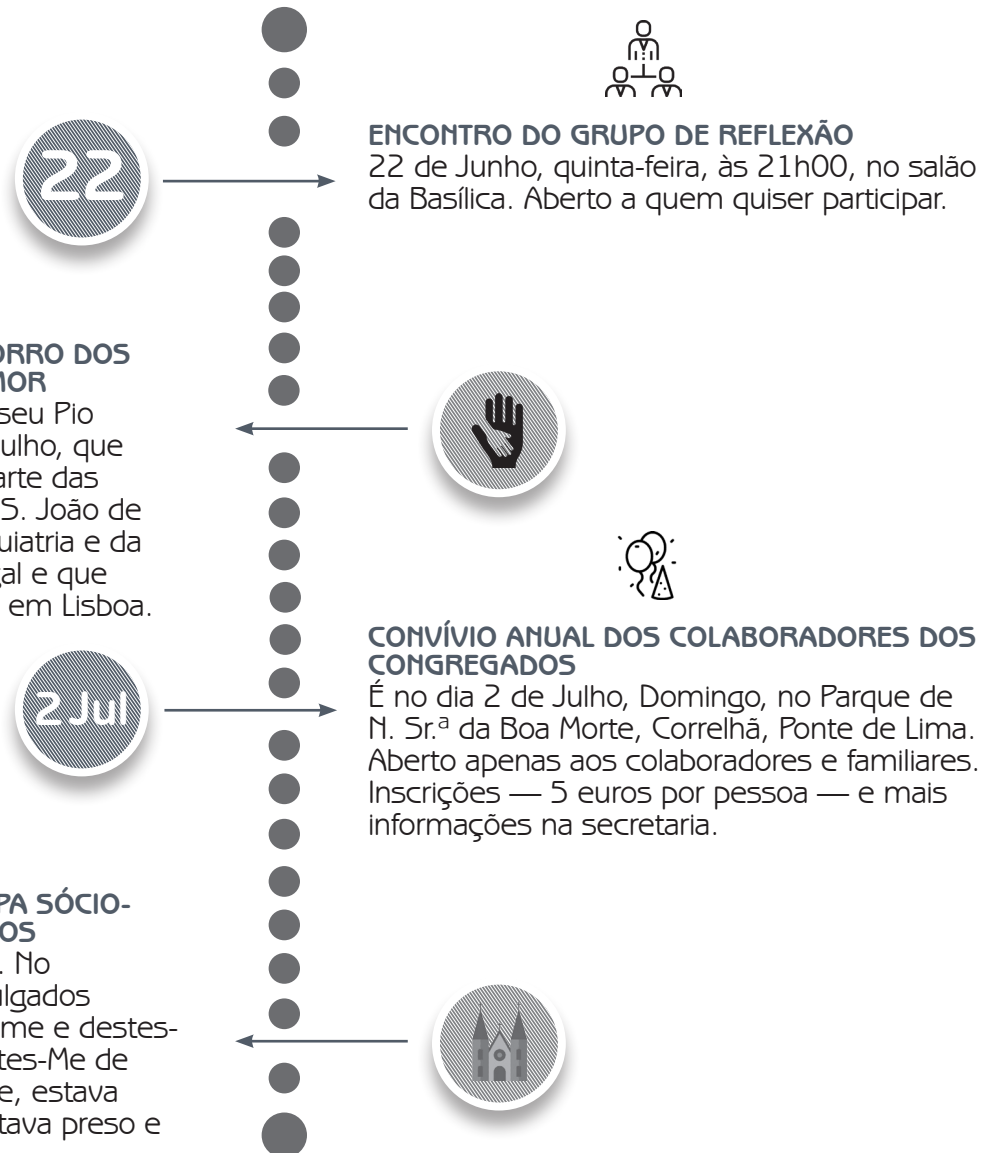 22
ENCONTRO DO GRUPO DE REFLEXÃO
22 de Junho, quinta-feira, às 21h00, no salão
da Basílica. Aberto a quem quiser participar.
ORRO DOS
MOR
seu Pio
ulho, que
arte das
S. João de
uiatria e da
gal e que
em Lisboa.
2 Jul
CONVÍVIO ANUAL DOS COLABORADORES DOS
CONGREGADOS
É no dia 2 de Julho, Domingo, no Parque de
N. Sr.ª da Boa Morte, Correlhã, Ponte de Lima.
Aberto apenas aos colaboradores e familiares.
Inscrições — 5 euros por pessoa — e mais
informações na secretaria.
PA SÓCIO-
OS
. No
ulgados
me e destes-
tes-Me de
e, estava
tava preso e